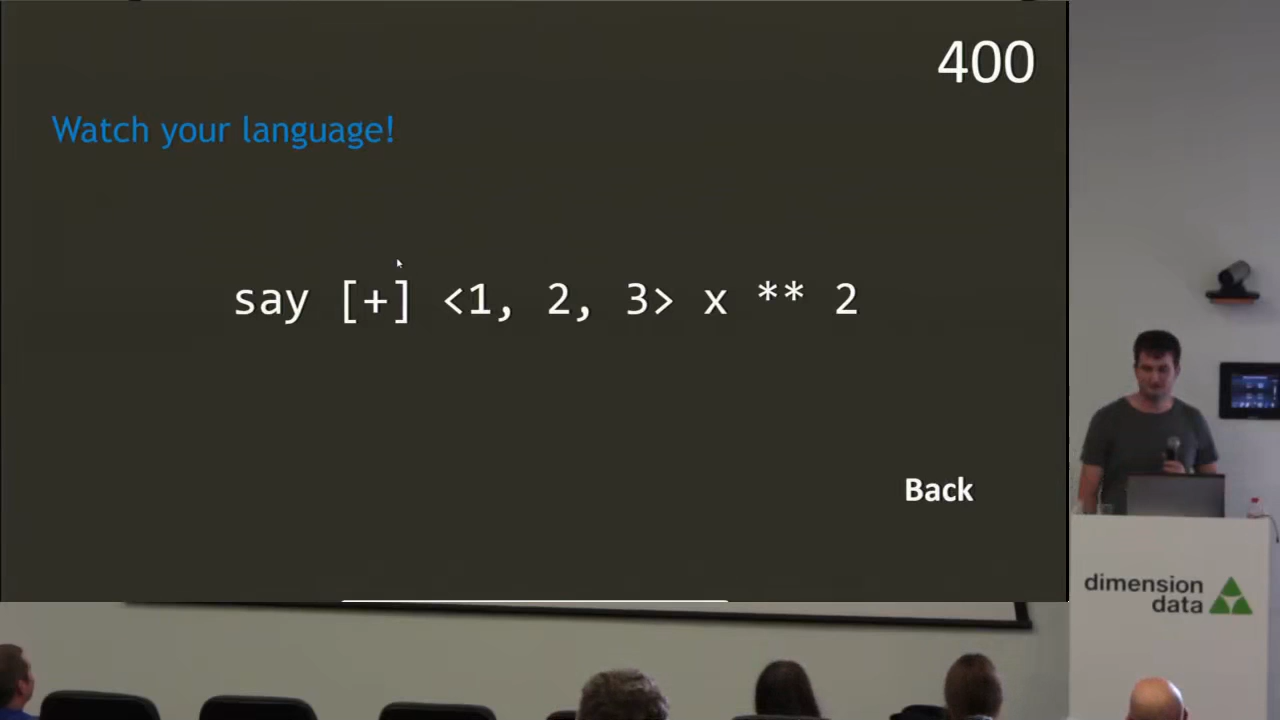 400
Watch your language!
say [+] <1, 2, 3> x ** 2
Back
dimension
data